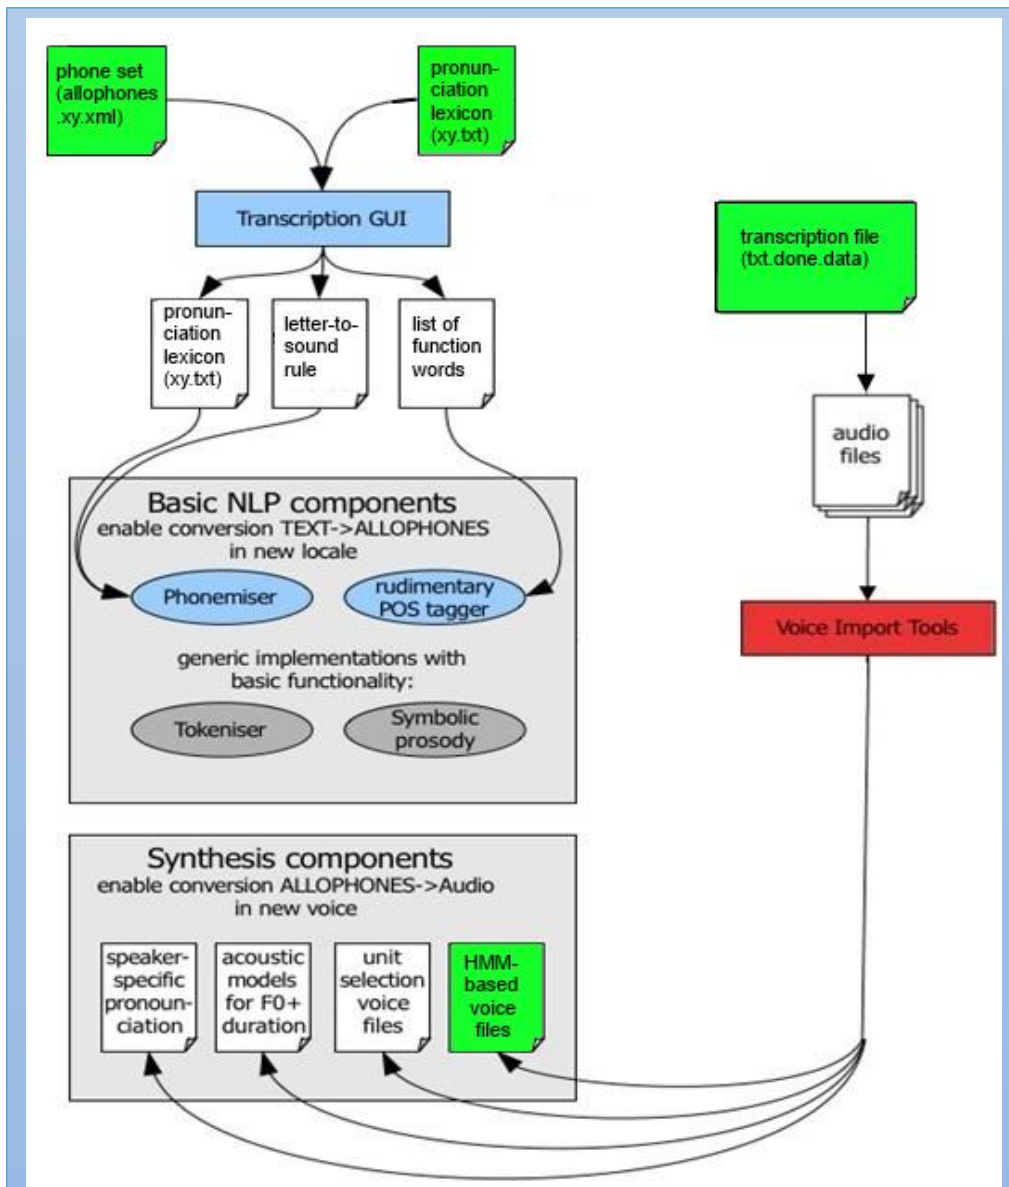 phone set
(allophones
.xy.xml)
pronun-
ciation
lexicon
(xy.txt)
Transcription GUI
transcription file
(txt.done.data)
pronun-
ciation
lexicon
(xy.txt)
letter-to-
sound
rule
list of
function
words
audio
files
Basic NLP components
enable conversion TEXT->ALLOPHONES
in new locale
Phonemiser
rudimentary
POS tagger
Voice Import Tools
generic implementations with
basic functionality:
Tokeniser
Symbolic
prosody
Synthesis components
enable conversion ALLOPHONES->Audio
in new voice
speaker-
specific
pronoun-
ciation
acoustic
models
for F0+
duration
unit
selection
voice
files
HMM-
based
voice
files